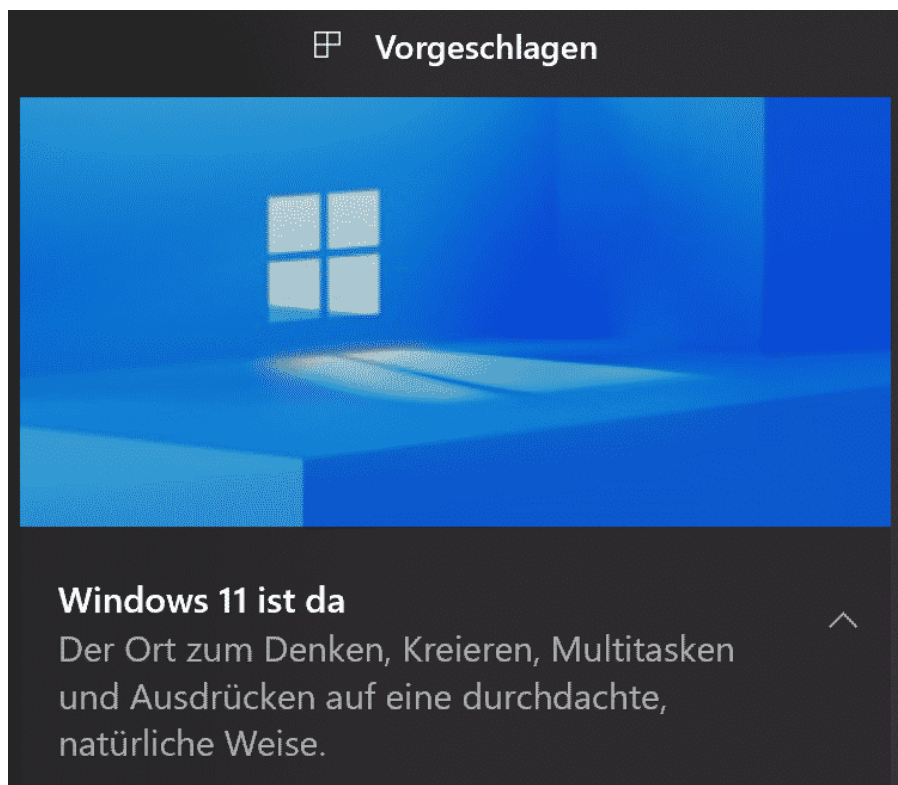 Vorgeschlagen
Windows 11 ist da
Der Ort zum Denken, Kreieren, Multitasken
und Ausdrücken auf eine durchdachte,
natürliche Weise.